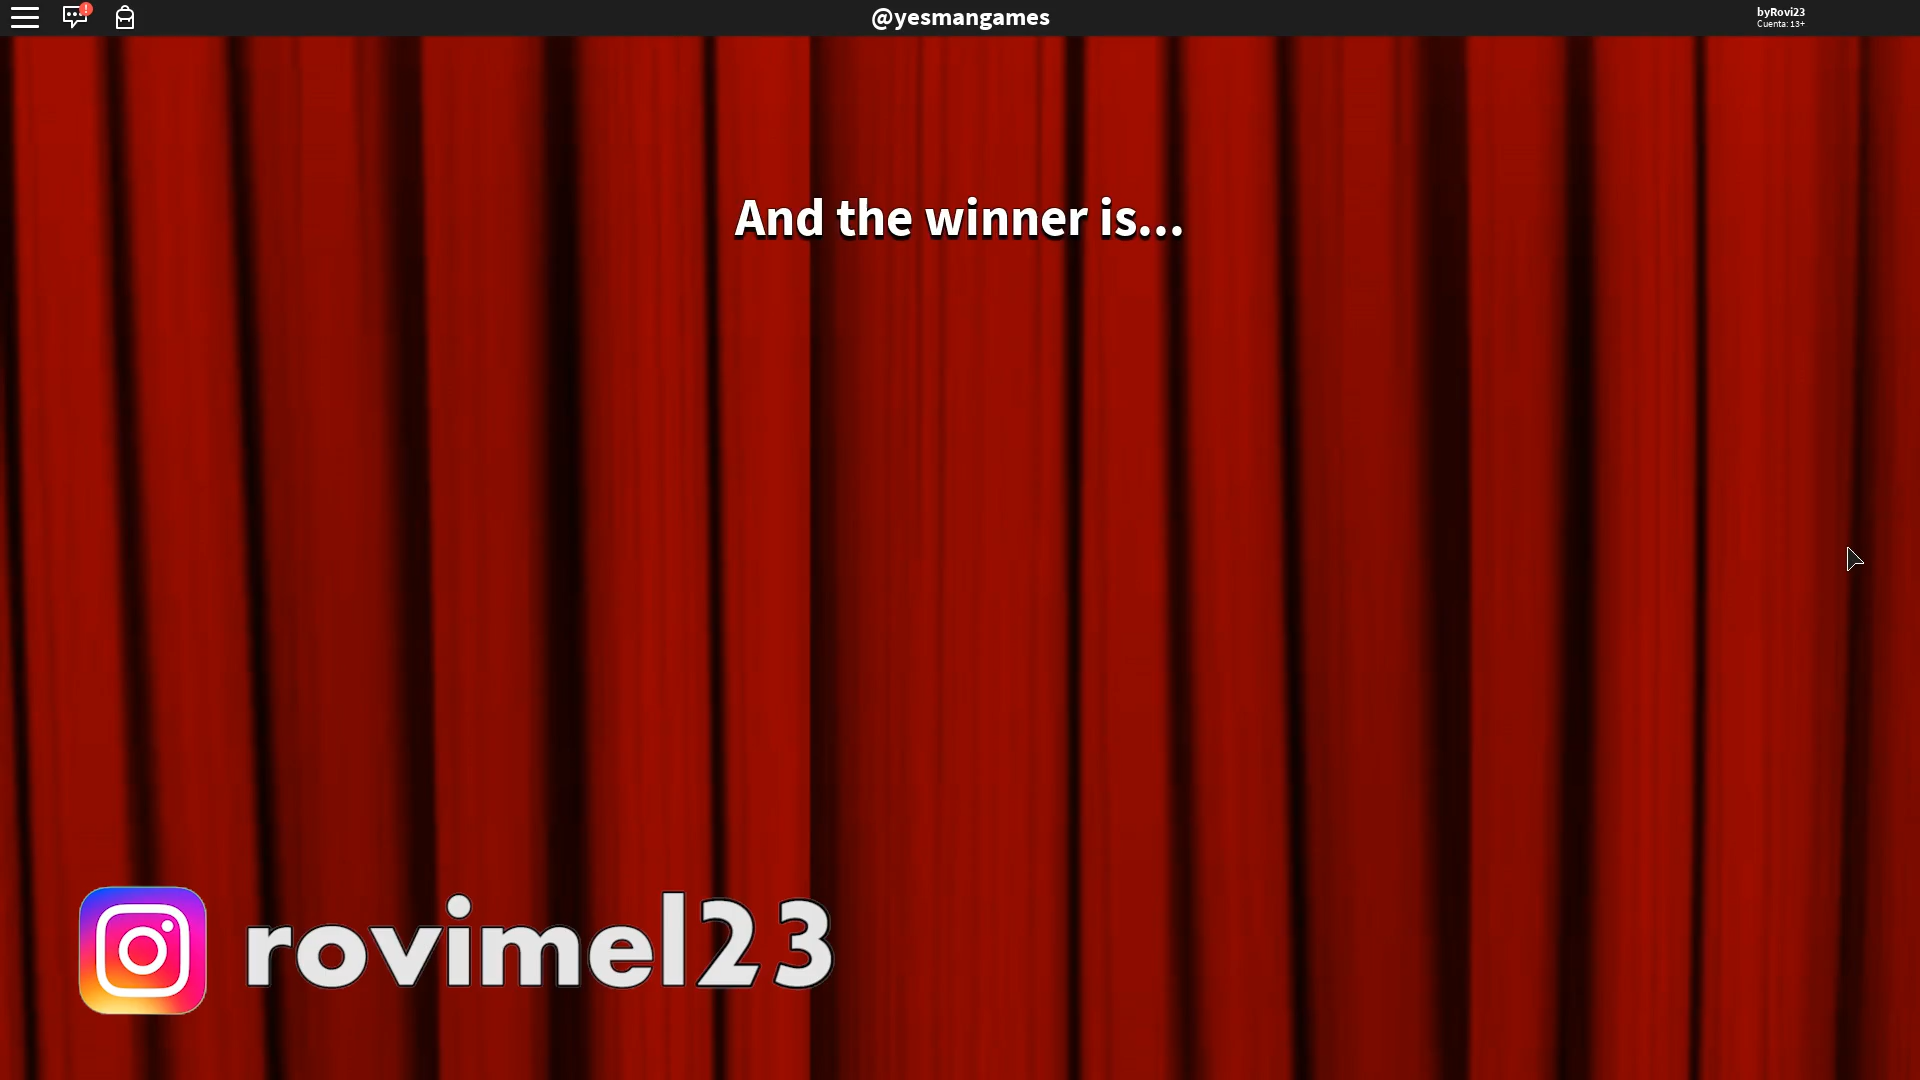 @yesmangames
byRovi23
Cuenta: 13+
And the winner is...
rovimel23